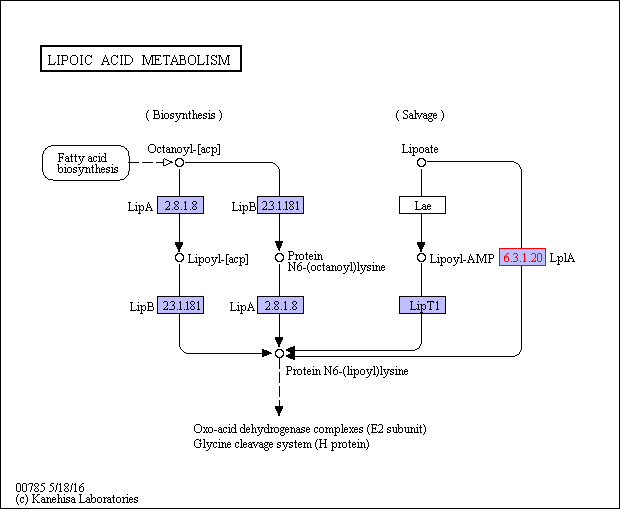 LIPOIC ACID METABOLISM
( Biosynthesis )
( Salvage )
Octanoyl-[acp]
Lipoate
Fatty acid
biosynthesis
LipA
2.8.1.8
LipB
2.3.1.181
Lae
Lipoyl-[acp]
Protein
N6-(octanoyl)lysine
Lipoyl-AMP
6.3.1.20
LplA
LipB
2.3.1.181
LipA
2.8.1.8
LipT1
Protein N6-(lipoyl)lysine
Oxo-acid dehydrogenase complexes (E2 subunit)
Glycine cleavage system (H protein)
00785 5/18/16
(c) Kanehisa Laboratories